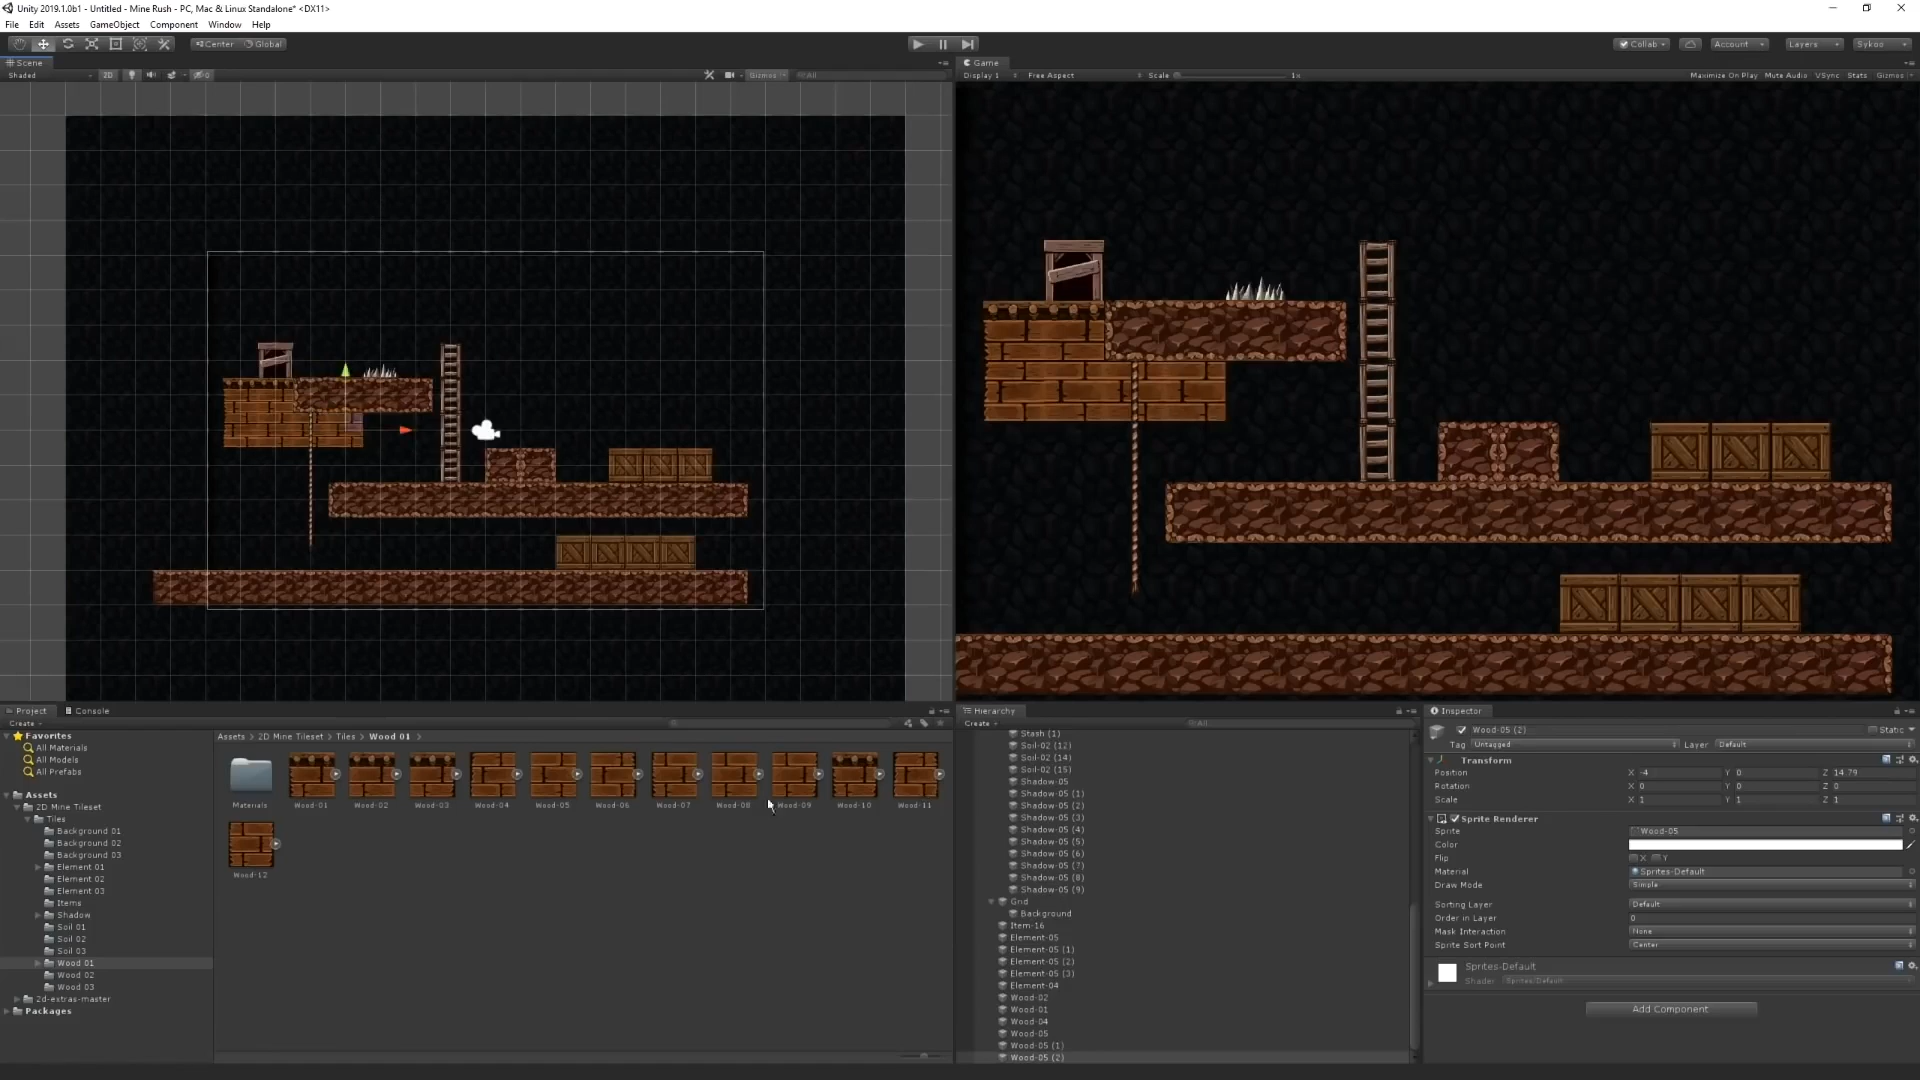 Unity 2019.1.0b1 - Untitled - Mine Rush - PC, Mac & Linux Standalone* <DX11>
File Edit Assets GameObject Component Window Help
Center Global
Collab
Account
Layers
Sykoo
Scene
Shaded
2D
Gizmos
All
Game
Display 1
Free Aspect
Scale
1x
Maximize On Play
Mute Audio
VSync
Stats
Gizmos
Project
Console
Create
Favorites
All Materials
All Models
All Prefabs
Assets
2D Mine Tileset
Tiles
Background 01
Background 02
Background 03
Element 01
Element 02
Element 03
Items
Shadow
Soil 01
Soil 02
Soil 03
Wood 01
Wood 02
Wood 03
2d-extras-master
Packages
Assets > 2D Mine Tileset > Tiles > Wood 01 >
Materials
Wood-01
Wood-02
Wood-03
Wood-04
Wood-05
Wood-06
Wood-07
Wood-08
Wood-09
Wood-10
Wood-11
Wood-12
Hierarchy
Create
All
Stash (1)
Soil-02 (12)
Soil-02 (14)
Soil-02 (15)
Shadow-05
Shadow-05 (1)
Shadow-05 (2)
Shadow-05 (3)
Shadow-05 (4)
Shadow-05 (5)
Shadow-05 (6)
Shadow-05 (7)
Shadow-05 (8)
Shadow-05 (9)
Grid
Background
Item-16
Element-05
Element-05 (1)
Element-05 (2)
Element-05 (3)
Element-04
Wood-02
Wood-01
Wood-04
Wood-05
Wood-05 (1)
Wood-05 (2)
Inspector
Wood-05 (2)
Static
Tag Untagged
Layer Default
Transform
Position X -4 Y 0 Z 14.79
Rotation X 0 Y 0 Z 0
Scale X 1 Y 1 Z 1
Sprite Renderer
Sprite Wood-05
Color
Flip X Y
Material Sprites-Default
Draw Mode Simple
Sorting Layer Default
Order in Layer 0
Mask Interaction None
Sprite Sort Point Center
Sprites-Default
Shader Sprites/Default
Add Component